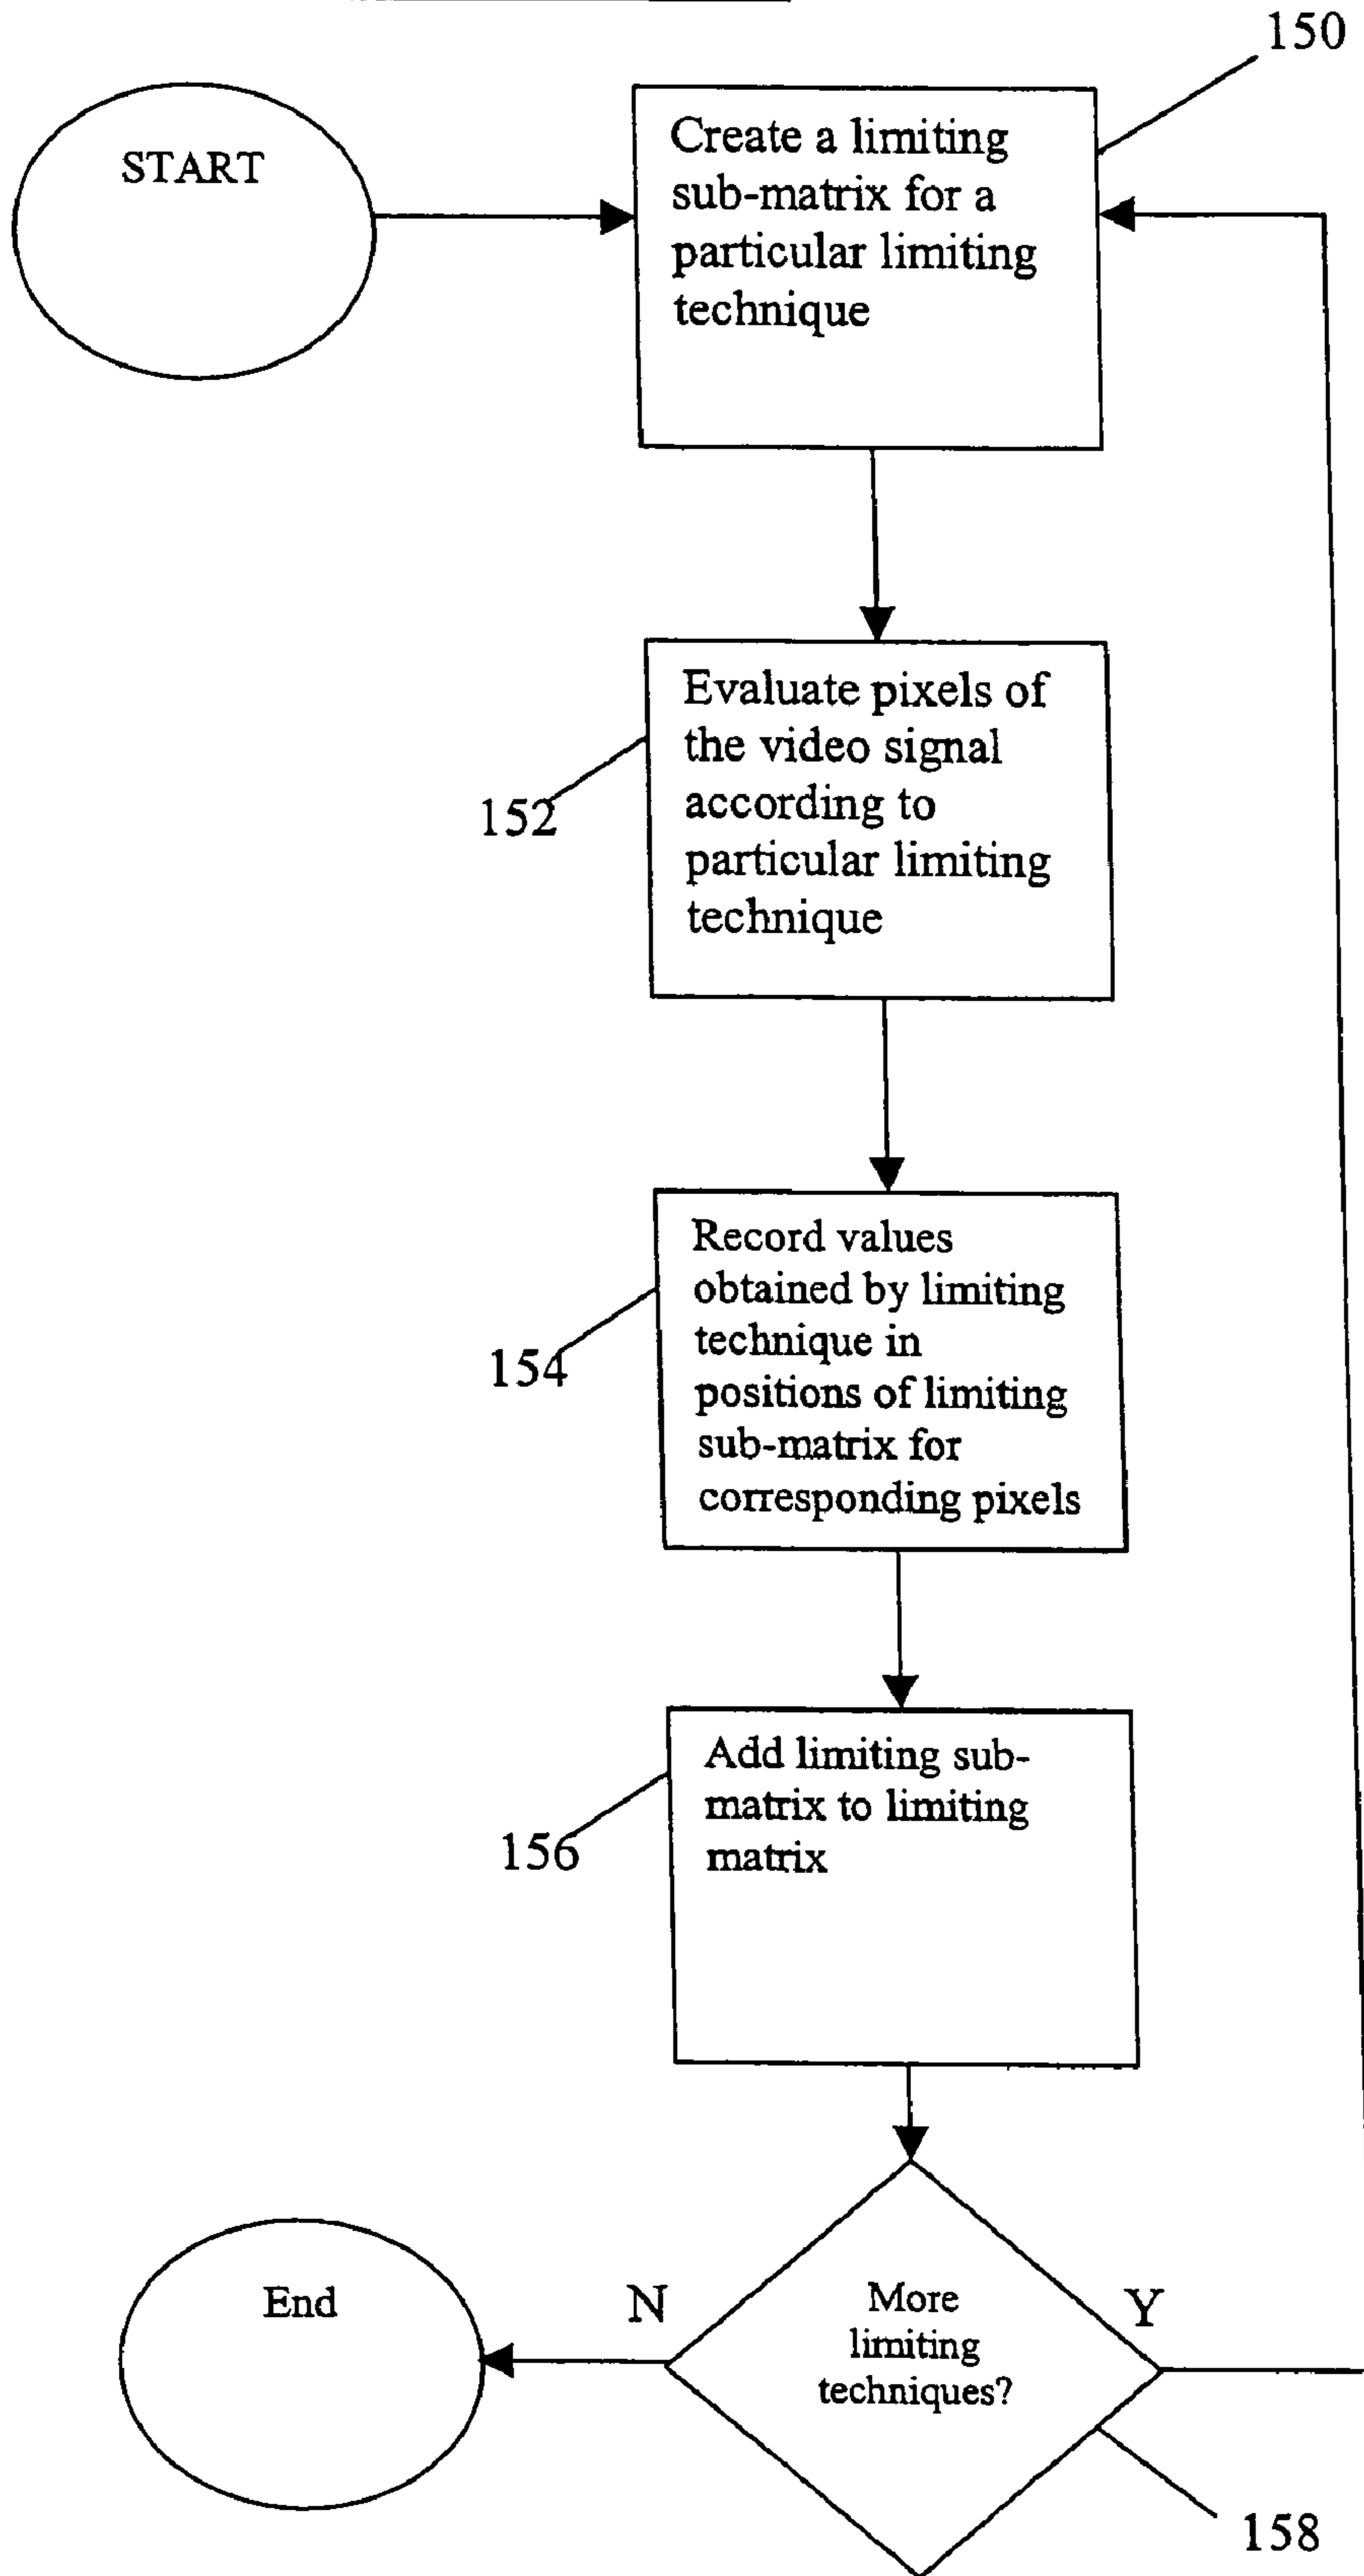 150
START
Create a limiting
sub-matrix for a
particular limiting
technique
Evaluate pixels of
the video signal
according to
particular limiting
technique
152
Record values
obtained by limiting
technique in
positions of limiting
sub-matrix for
corresponding pixels
154
Add limiting sub-
matrix to limiting
matrix
156
End
N
More
limiting
techniques?
Y
158